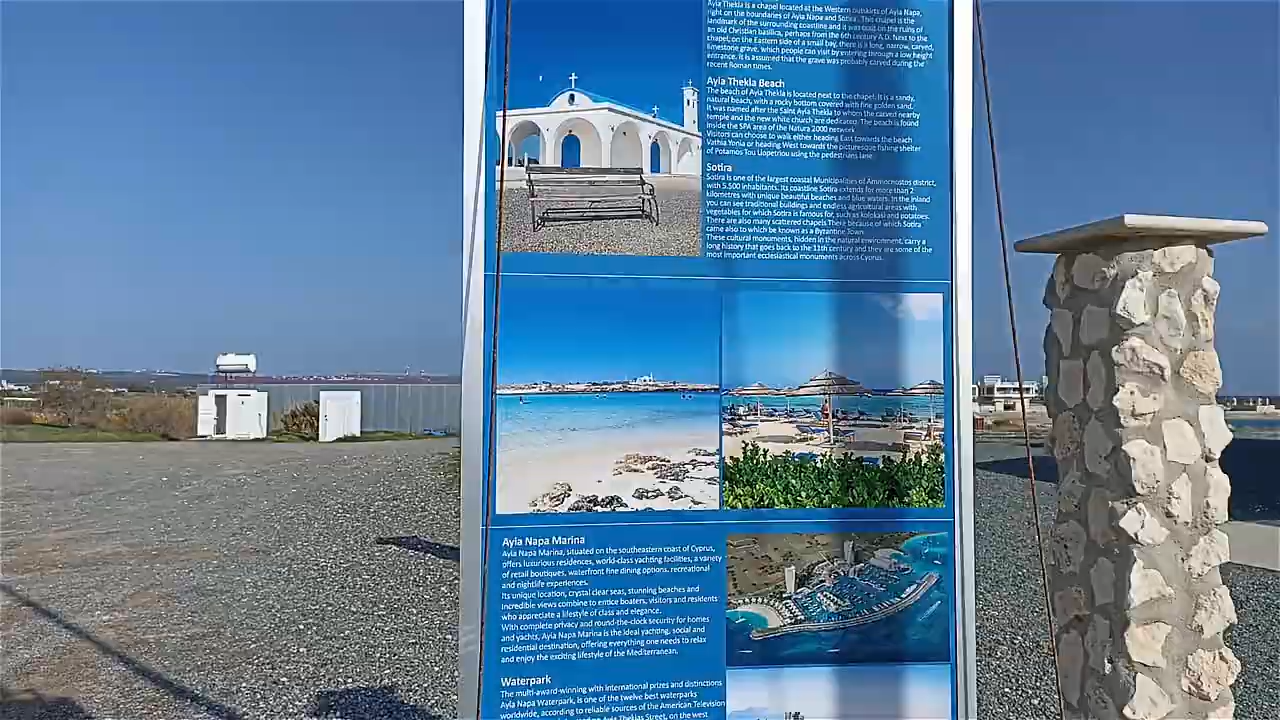 Ayia Thekla is a chapel located at the Western outskirts of Ayia Napa,
right on the boundaries of Ayia Napa and Sotira. This chapel is the
landmark of the surrounding coastline and it was built on the ruins of
an old Christian basilica, perhaps from the 6th century A.D. Next to the
chapel, on the Eastern side of a small bay, there is a long, narrow, carved,
limestone grave, which people can visit by entering through a low height
entrance. It is assumed that the grave was probably carved during the
recent Roman times.
Ayia Thekla Beach
The beach of Ayia Thekla is located next to the chapel. It is a sandy,
natural beach, with a rocky bottom covered with fine golden sand.
It was named after the Saint Ayia Thekla to whom the carved nearby
temple and the new white church are dedicated. The beach is found
inside the SPA area of the Natura 2000 network.
Visitors can choose to walk either heading East towards the beach
Vathia Yonia or heading West towards the picturesque fishing shelter
of Potamos Tou Liopetriou using the pedestrians lane.
Sotira
Sotira is one of the largest coastal Municipalities of Ammochostos district,
with 5.500 inhabitants. Its coastline Sotira extends for more than 2
kilometres with unique beautiful beaches and blue waters. In the inland
you can see traditional buildings and endless agricultural areas with
vegetables for which Sotira is famous for, such as kolokasi and potatoes.
There are also many scattered chapels There because of which Sotira
came also to which be known as a Byzantine Town.
These cultural monuments, hidden in the natural environment, carry a
long history that goes back to the 11th century and they are some of the
most important ecclesiastical monuments across Cyprus.
Ayia Napa Marina
Ayia Napa Marina, situated on the southeastern coast of Cyprus,
offers luxurious residences, world-class yachting facilities, a variety
of retail boutiques, waterfront fine dining options, recreational
and nightlife experiences.
Its unique location, crystal clear seas, stunning beaches and
incredible views combine to entice boaters, visitors and residents
who appreciate a lifestyle of class and elegance.
With complete privacy and round-the-clock security for homes
and yachts, Ayia Napa Marina is the ideal yachting, social and
residential destination, offering everything one needs to relax
and enjoy the exciting lifestyle of the Mediterranean.
Waterpark
The multi-award-winning with international prizes and distinctions
Ayia Napa Waterpark, is one of the twelve best waterparks
worldwide, according to reliable sources of the American Television
Ayia Theklas Street, on the west